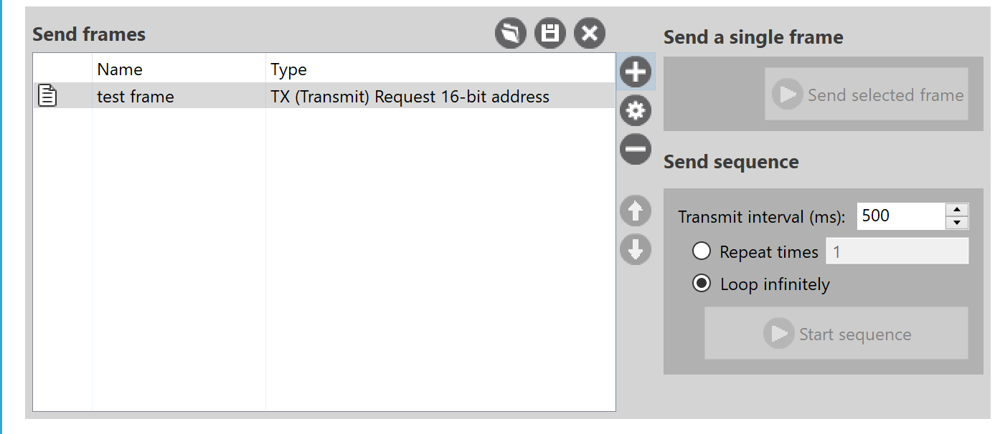 Send frames
Name Type
test frame TX (Transmit) Request 16-bit address
Send a single frame
Send selected frame
Send sequence
Transmit interval (ms): 500
Repeat times 1
Loop infinitely
Start sequence